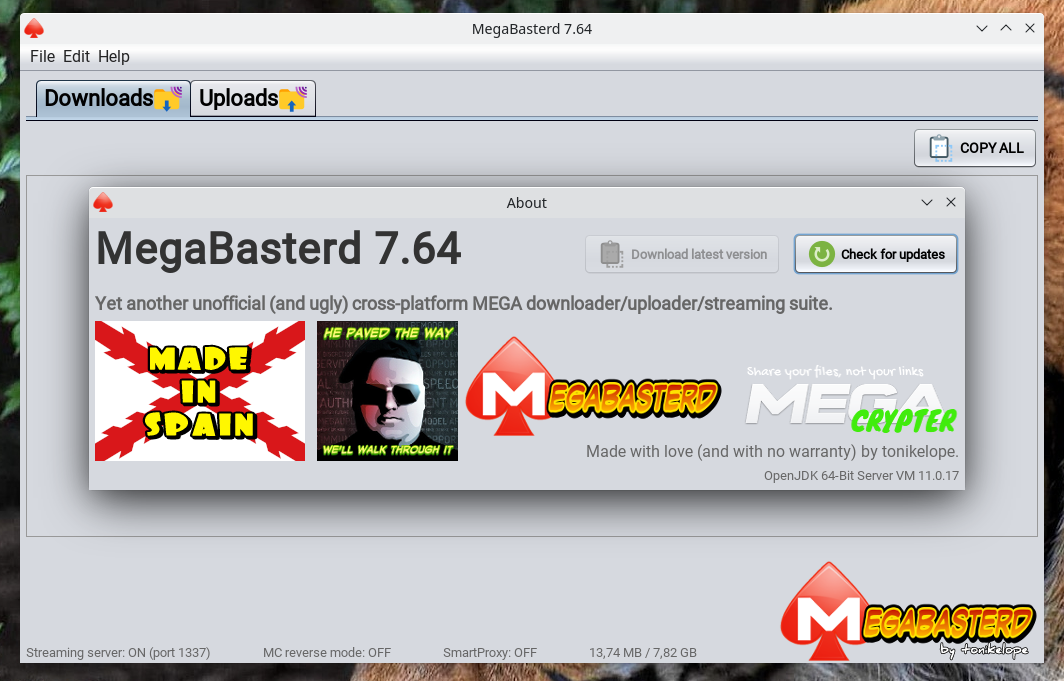 MegaBasterd 7.64
File Edit Help
Downloads Uploads
COPY ALL
About
MegaBasterd 7.64
Download latest version
Check for updates
Yet another unofficial (and ugly) cross-platform MEGA downloader/uploader/streaming suite.
MADE
IN
SPAIN
HE PAVED THE WAY
WE'LL WALK THROUGH IT
MEGABASTERD
Share your files, not your links
MEGA
CRYPTER
Made with love (and with no warranty) by tonikelope.
OpenJDK 64-Bit Server VM 11.0.17
MEGABASTERD
by tonikelope
Streaming server: ON (port 1337) MC reverse mode: OFF SmartProxy: OFF 13,74 MB / 7,82 GB